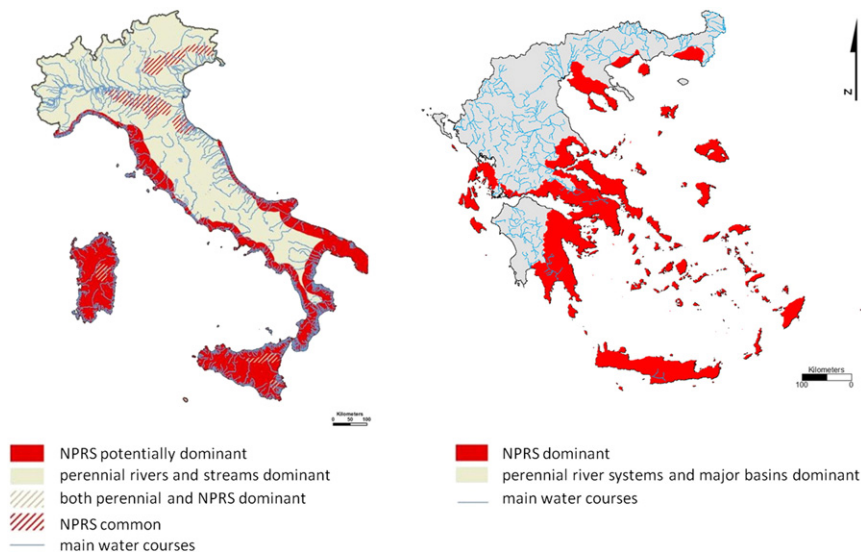 N
Kilometers
0 50 100
Kilometers
100 0
NPRS potentially dominant
perennial rivers and streams dominant
both perennial and NPRS dominant
NPRS common
main water courses
NPRS dominant
perennial river systems and major basins dominant
main water courses